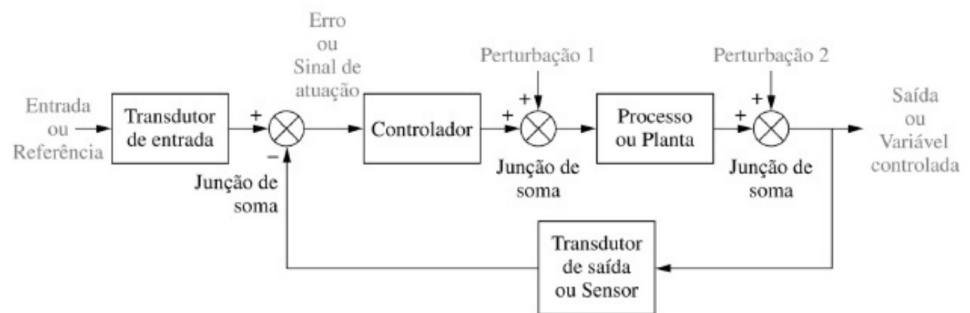 Erro
ou
Sinal de
atuação
Perturbação 1
Perturbação 2
Entrada
ou
Referência
Transdutor
de entrada
+
−
Junção de
soma
Controlador
+
+
Junção de
soma
Processo
ou Planta
+
+
Junção de
soma
Saída
ou
Variável
controlada
Transdutor
de saída
ou Sensor